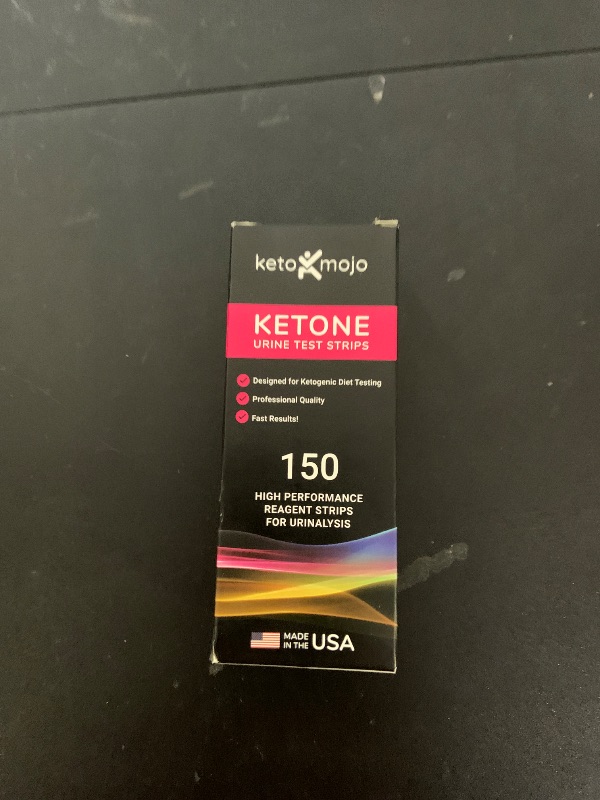 keto mojo
KETONE
URINE TEST STRIPS
Designed for Ketogenic Diet Testing
Professional Quality
Fast Results!
150
HIGH PERFORMANCE
REAGENT STRIPS
FOR URINALYSIS
MADE
IN THE USA